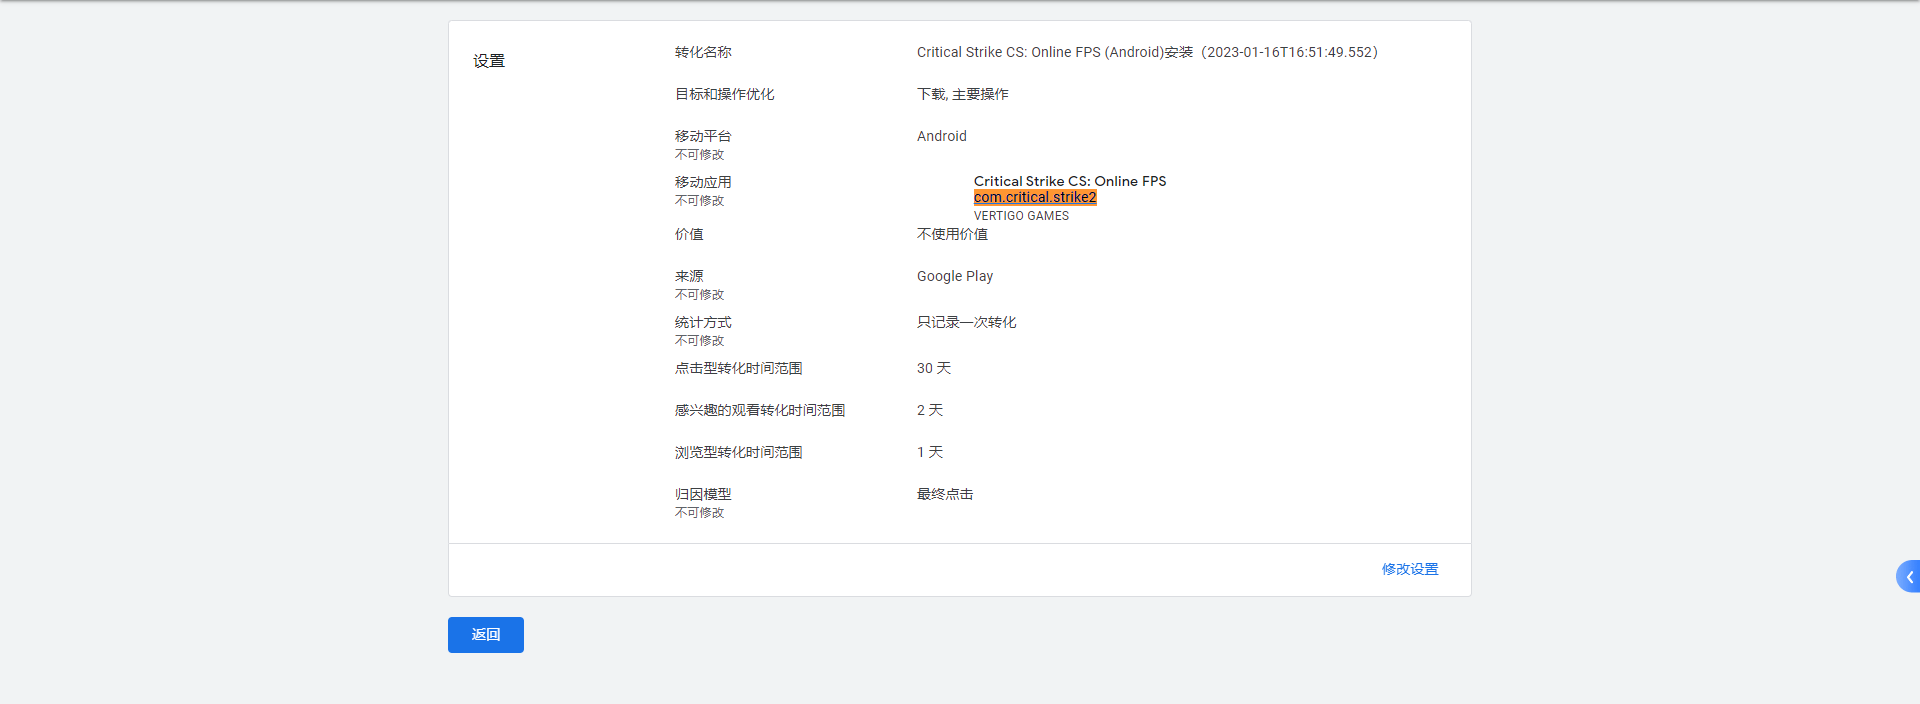 设置
转化名称
Critical Strike CS: Online FPS (Android)安装（2023-01-16T16:51:49.552）
目标和操作优化
下载, 主要操作
移动平台
不可修改
Android
移动应用
不可修改
Critical Strike CS: Online FPS
com.critical.strike2
VERTIGO GAMES
价值
不使用价值
来源
不可修改
Google Play
统计方式
不可修改
只记录一次转化
点击型转化时间范围
30 天
感兴趣的观看转化时间范围
2 天
浏览型转化时间范围
1 天
归因模型
不可修改
最终点击
修改设置
返回